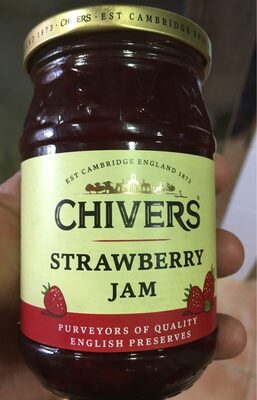 1873 · CHIVERS · EST CAMBRIDGE
EST CAMBRIDGE ENGLAND 1873
CHIVERS
STRAWBERRY
JAM
PURVEYORS OF QUALITY
ENGLISH PRESERVES